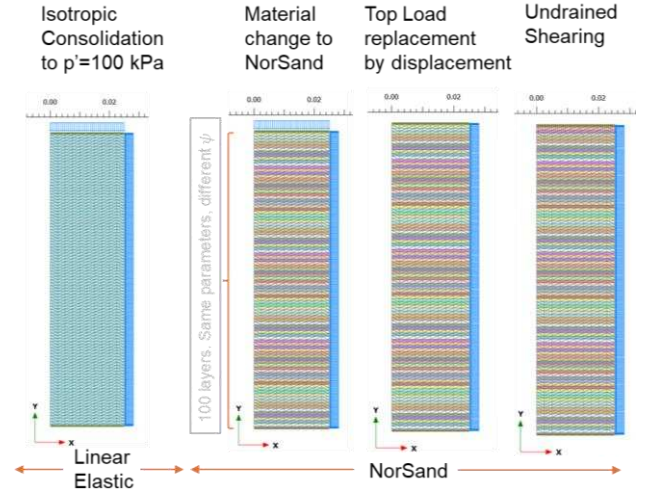 Isotropic
Consolidation
to p'=100 kPa
Material
change to
NorSand
Top Load
replacement
by displacement
Undrained
Shearing
0.00 0.02
0.00 0.02
0.00 0.02
0.00 0.02
100 layers. Same parameters, different ψ
Y
X
Y
X
Y
X
Y
X
Linear
Elastic
NorSand